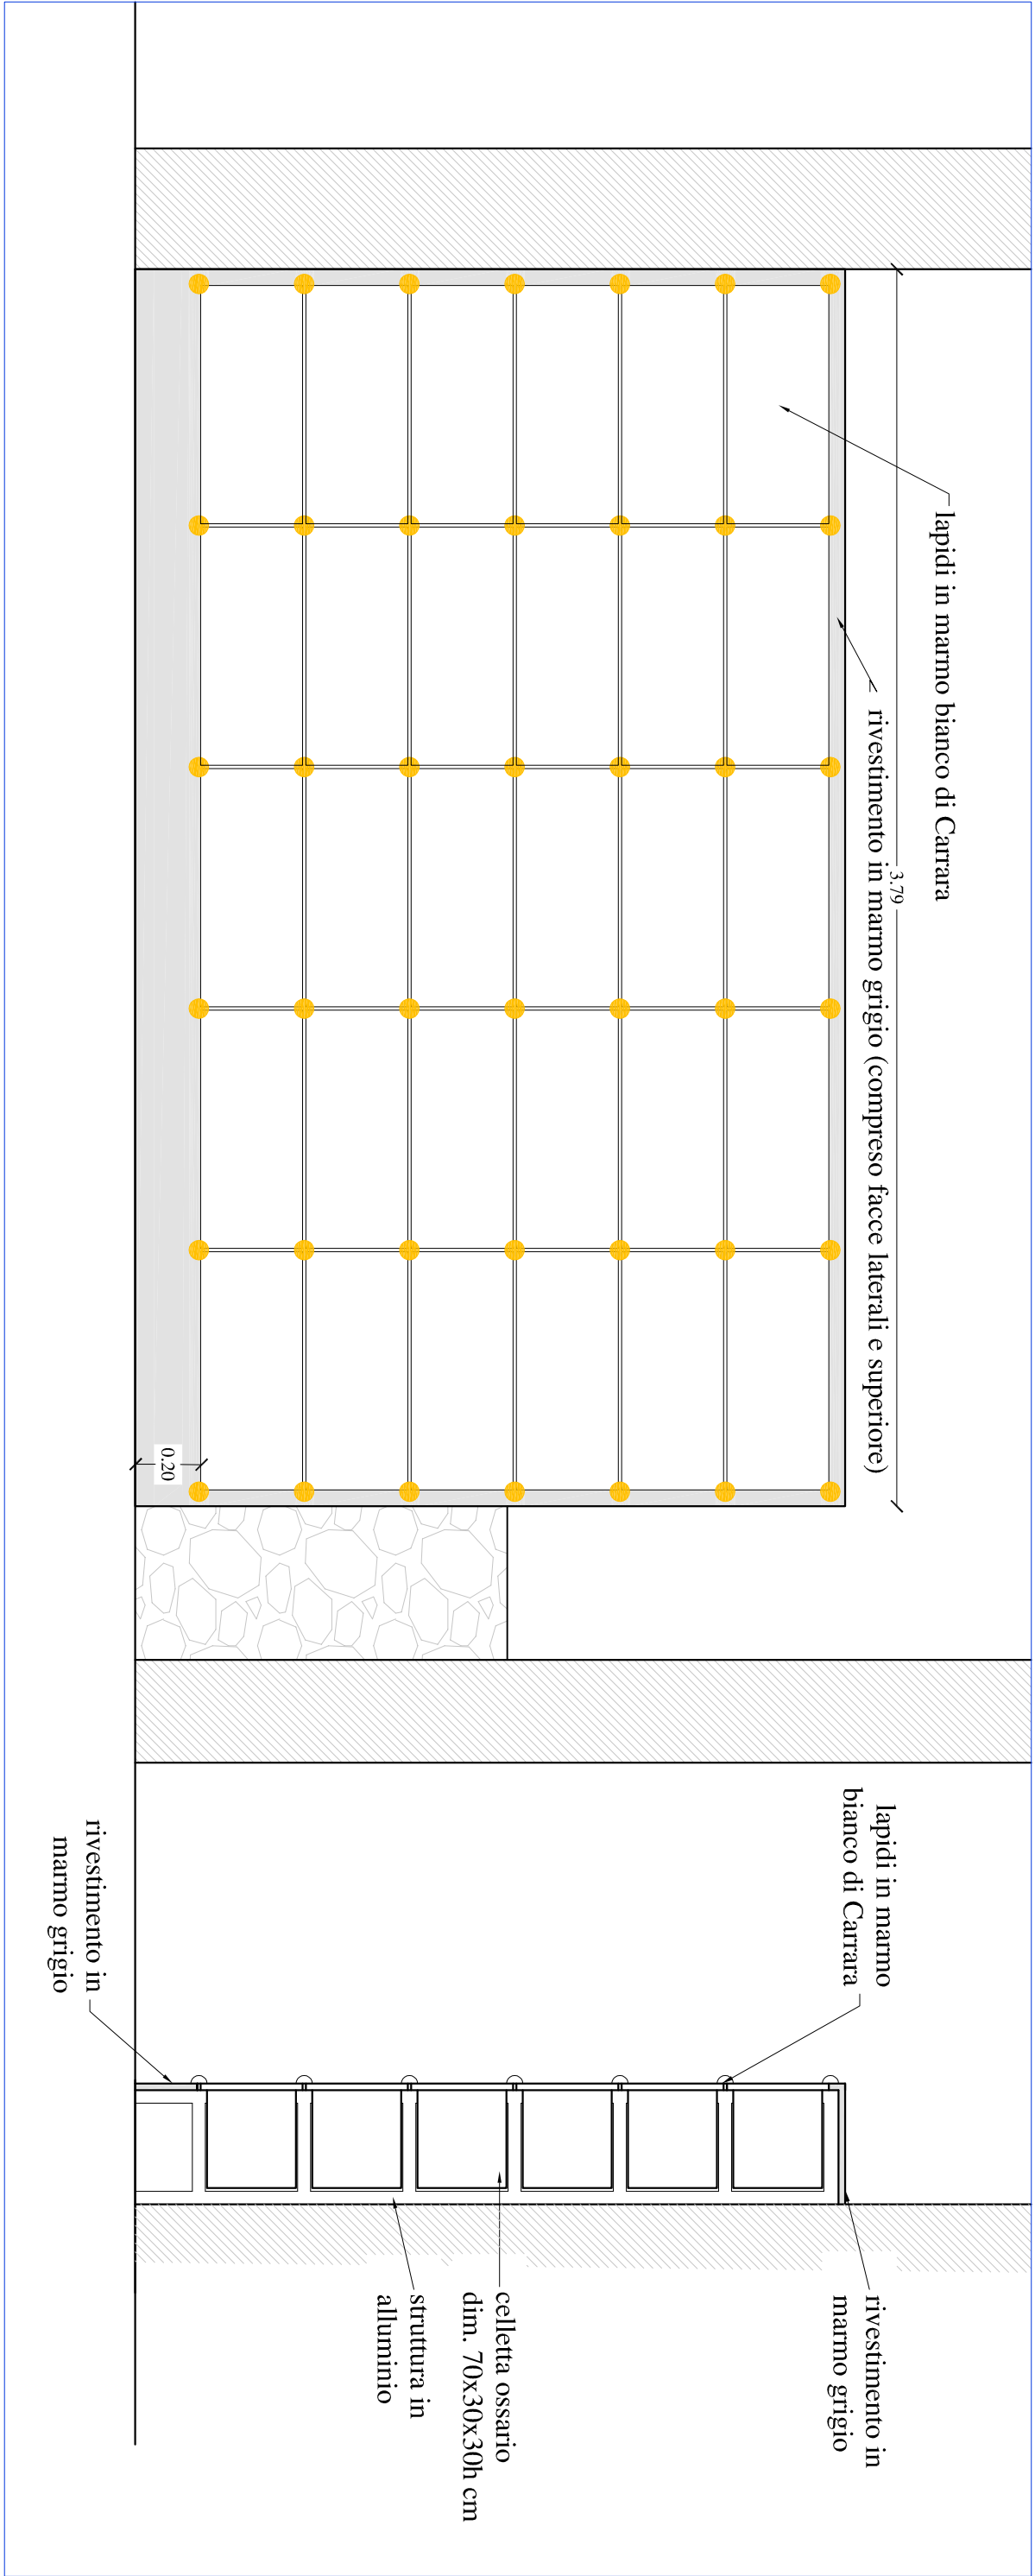 lapidi in marmo bianco di Carrara
rivestimento in marmo grigio (compreso facce laterali e superiore)
3.79
0.20
lapidi in marmo
bianco di Carrara
rivestimento in
marmo grigio
rivestimento in
marmo grigio
celletta ossario
dim. 70x30x30h cm
struttura in
alluminio